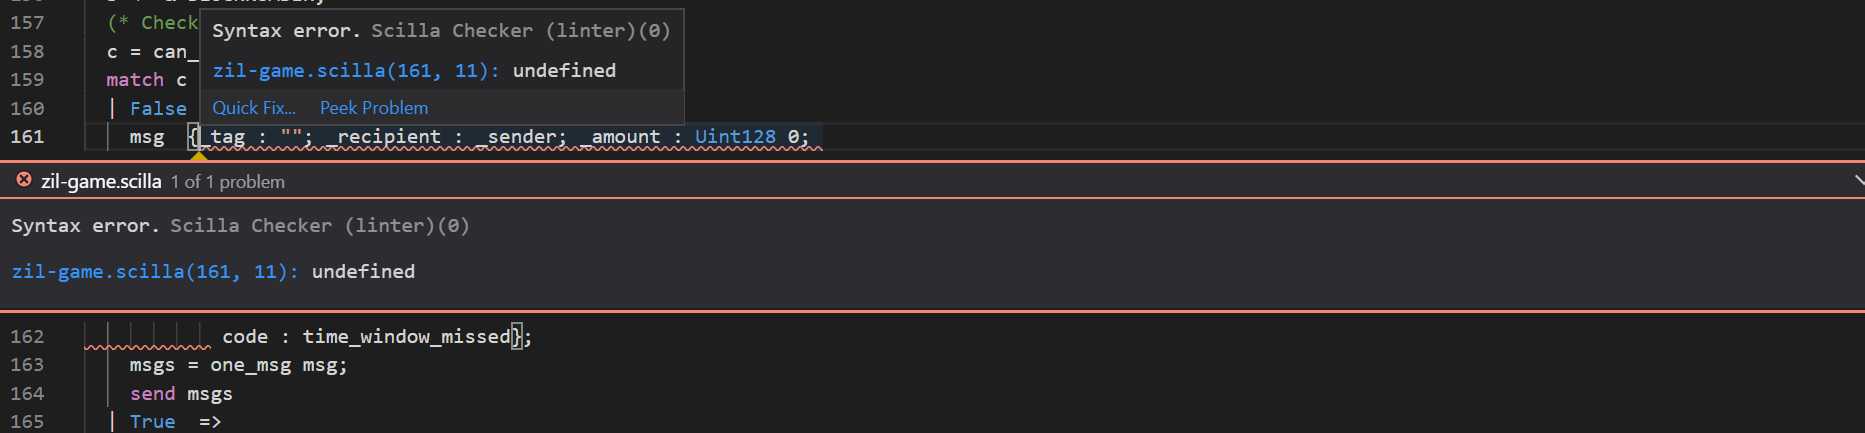 157 (* Check
Syntax error. Scilla Checker (linter)(0)
158 c = can_
zil-game.scilla(161, 11): undefined
159 match c
160 | False
Quick Fix... Peek Problem
161 msg {_tag : ""; _recipient : _sender; _amount : Uint128 0;
zil-game.scilla 1 of 1 problem
Syntax error. Scilla Checker (linter)(0)
zil-game.scilla(161, 11): undefined
162 code : time_window_missed};
163 msgs = one_msg msg;
164 send msgs
165 | True =>